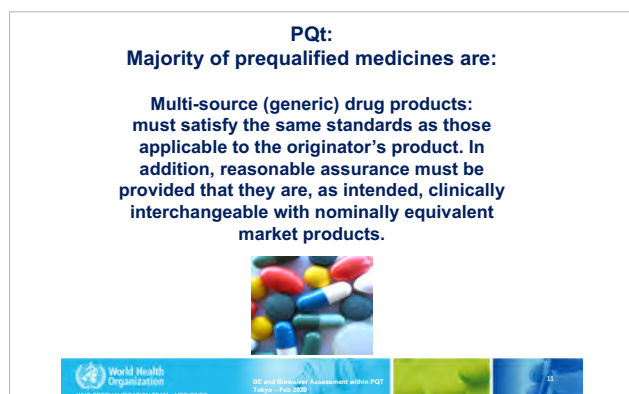 PQt:
Majority of prequalified medicines are:
Multi-source (generic) drug products:
must satisfy the same standards as those
applicable to the originator's product. In
addition, reasonable assurance must be
provided that they are, as intended, clinically
interchangeable with nominally equivalent
market products.
World Health
Organization
BE and Biowaiver Assessment within PQT
Tokyo – Feb 2020
11